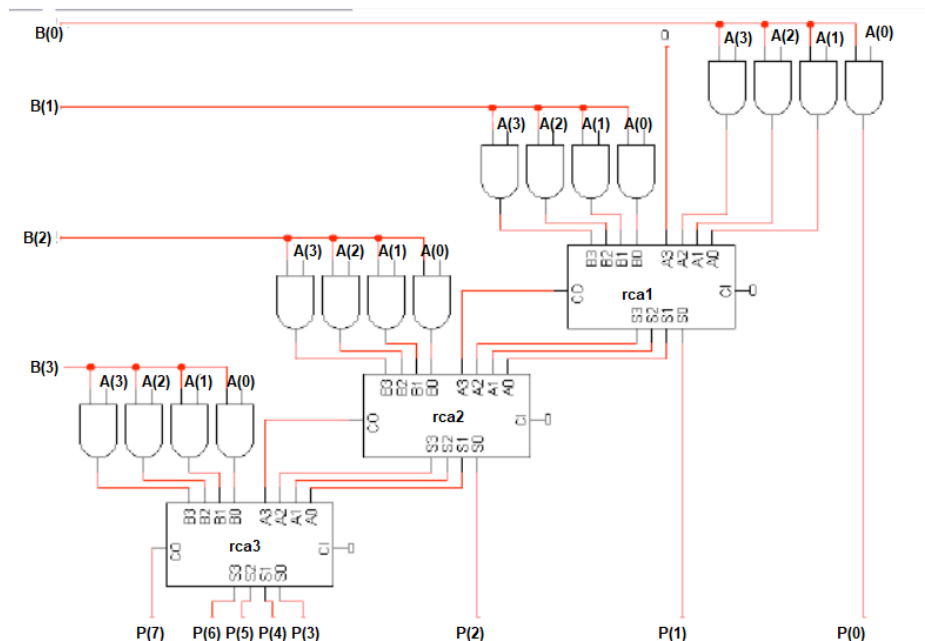 B(0)
A(3) A(2) A(1) A(0)
0
B(1)
A(3) A(2) A(1) A(0)
B(2)
A(3) A(2) A(1) A(0)
B3 B2 B1 B0 A3 A2 A1 A0
CO rca1 CI 0
S3 S2 S1 S0
B(3)
A(3) A(2) A(1) A(0)
B3 B2 B1 B0 A3 A2 A1 A0
CO rca2 CI 0
S3 S2 S1 S0
B3 B2 B1 B0 A3 A2 A1 A0
CO rca3 CI 0
S3 S2 S1 S0
P(7) P(6) P(5) P(4) P(3) P(2) P(1) P(0)